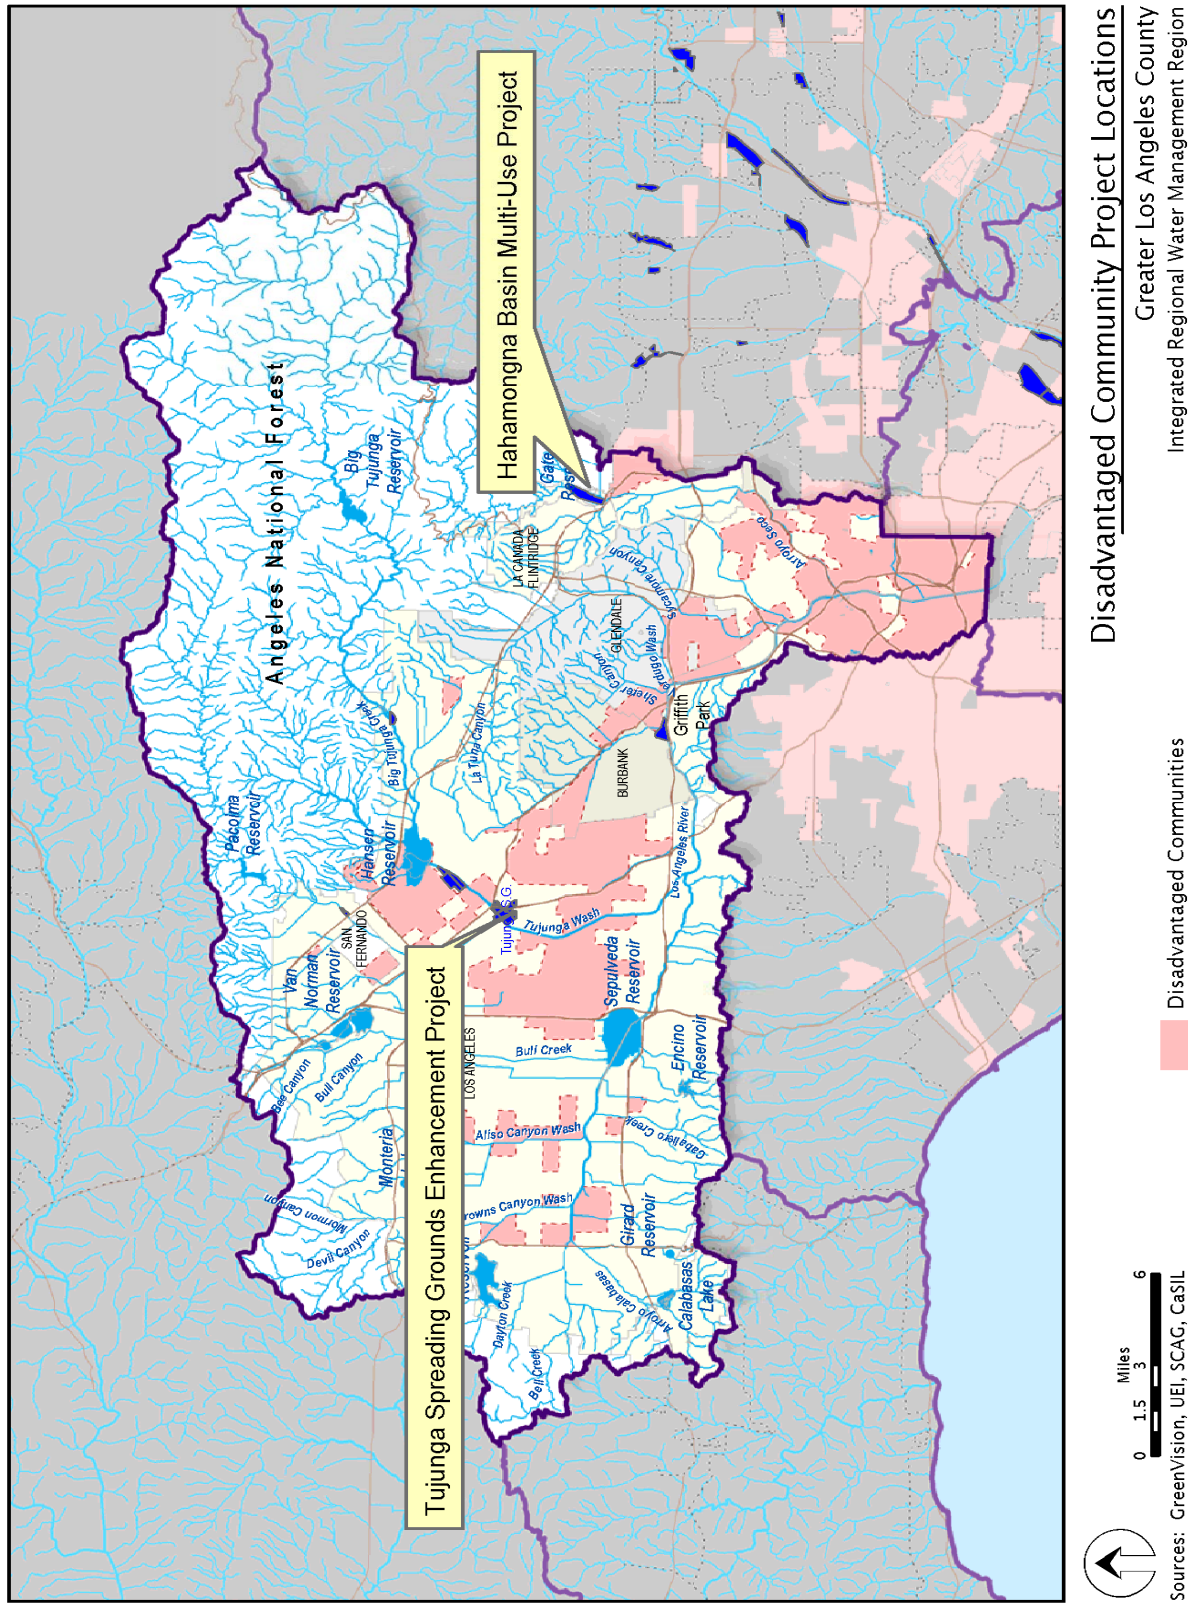 Hahamongna Basin Multi-Use Project
Tujunga Spreading Grounds Enhancement Project
Angeles National Forest
Big
Tujunga
Reservoir
Pacoima
Reservoir
Hansen
Reservoir
Big Tujunga Creek
La Tuna Canyon
LA CANADA
FLINTRIDGE
GLENDALE
Sycamore Canyon
Verdugo Wash
Sherer Canyon
Arroyo Seco
Griffith
Park
BURBANK
Los Angeles River
SAN
FERNANDO
Van
Norman
Reservoir
Tujunga Wash
Sepulveda
Reservoir
LOS ANGELES
Bull Creek
Encino
Reservoir
Bee Canyon
Bull Canyon
Monteria
Aliso Canyon Wash
Caballero Creek
Mormon Canyon
Devil Canyon
rowns Canyon Wash
Girard
Reservoir
Reservoir
Dayton Creek
Bell Creek
Arroyo Calabasas
Calabasas
Lake
Disadvantaged Community Project Locations
Greater Los Angeles County
Integrated Regional Water Management Region
Disadvantaged Communities
Miles
0 1.5 3 6
Sources: GreenVision, UEI, SCAG, CaSIL